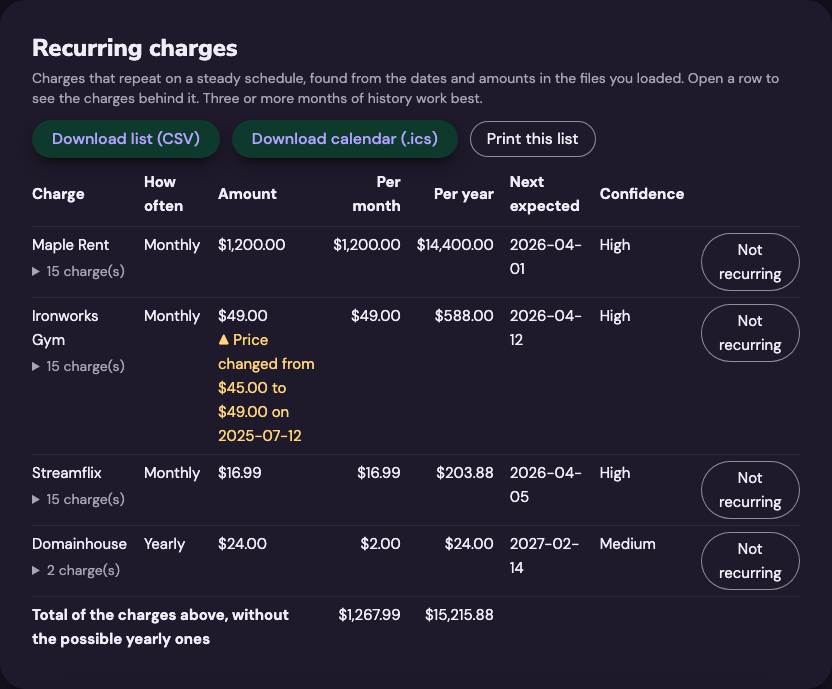 Recurring charges
Charges that repeat on a steady schedule, found from the dates and amounts in the files you loaded. Open a row to
see the charges behind it. Three or more months of history work best.
Download list (CSV) Download calendar (.ics) Print this list
Charge How often Amount Per month Per year Next expected Confidence
Maple Rent Monthly $1,200.00 $1,200.00 $14,400.00 2026-04-01 High Not recurring
▶ 15 charge(s)
Ironworks Gym Monthly $49.00 $49.00 $588.00 2026-04-12 High Not recurring
▲ Price
changed from
$45.00 to
$49.00 on
2025-07-12
▶ 15 charge(s)
Streamflix Monthly $16.99 $16.99 $203.88 2026-04-05 High Not recurring
▶ 15 charge(s)
Domainhouse Yearly $24.00 $2.00 $24.00 2027-02-14 Medium Not recurring
▶ 2 charge(s)
Total of the charges above, without $1,267.99 $15,215.88
the possible yearly ones